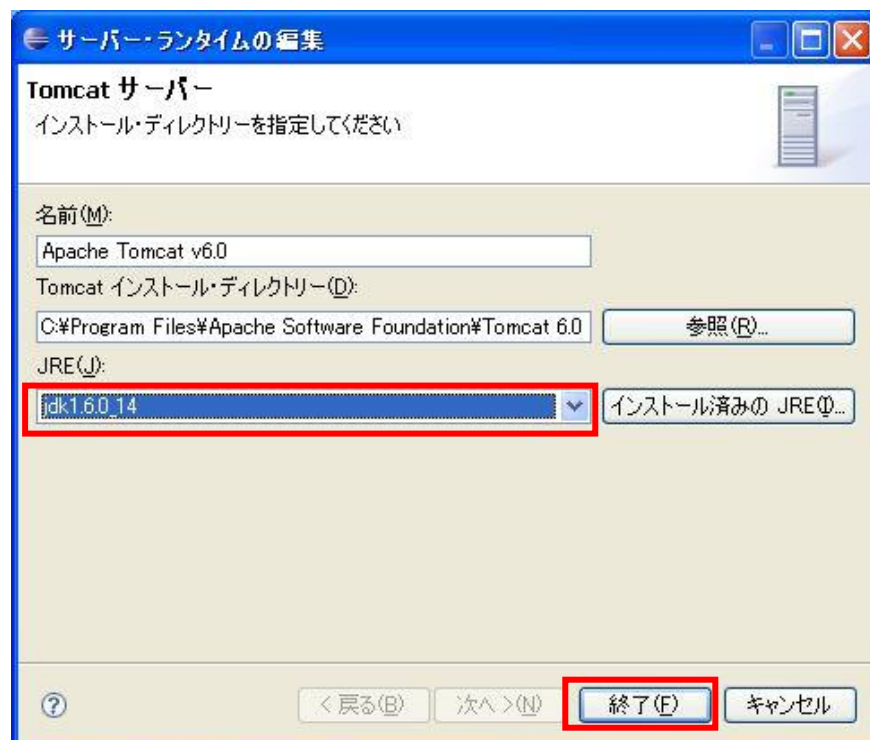 サーバー・ランタイムの編集
Tomcat サーバー
インストール・ディレクトリーを指定してください
名前(M):
Apache Tomcat v6.0
Tomcat インストール・ディレクトリー(D):
C:¥Program Files¥Apache Software Foundation¥Tomcat 6.0
参照(R)...
JRE(J):
jdk1.6.0_14
インストール済みの JRE(I)...
?
< 戻る(B)
次へ >(N)
終了(F)
キャンセル